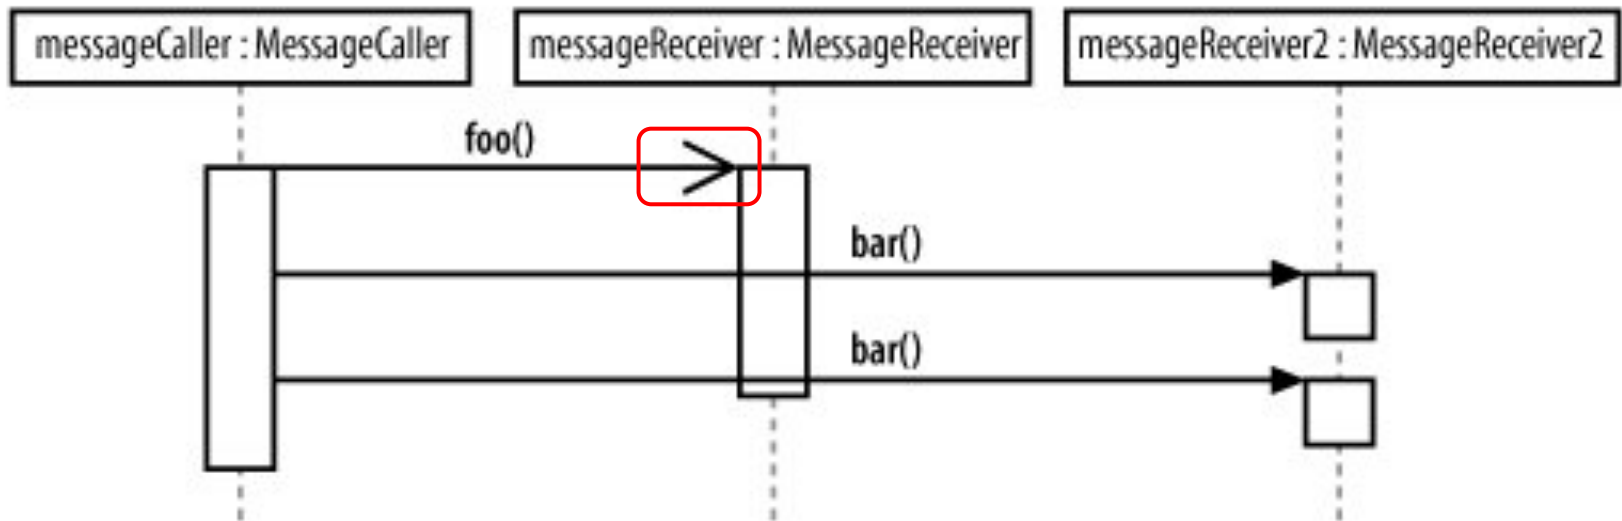 messageCaller : MessageCaller
messageReceiver : MessageReceiver
messageReceiver2 : MessageReceiver2
foo()
bar()
bar()